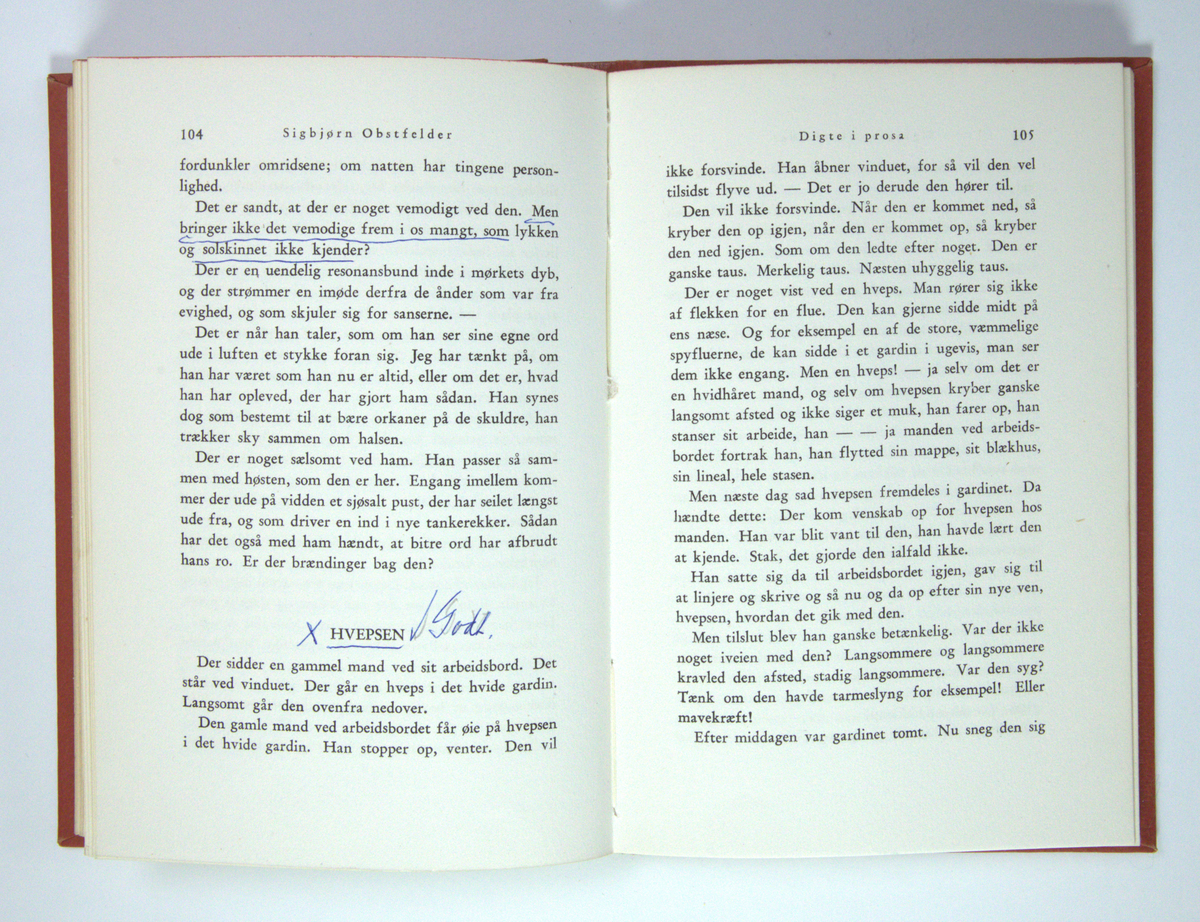 104
Sigbjørn Obstfelder
fordunkler omridsene; om natten har tingene person-
lighed.
Det er sandt, at der er noget vemodigt ved den. Men
bringer ikke det vemodige frem i os mangt, som lykken
og solskinnet ikke kjender?
Der er en uendelig resonansbund inde i mørkets dyb,
og der strømmer en imøde derfra de ånder som var fra
evighed, og som skjuler sig for sanserne. —
Det er når han taler, som om han ser sine egne ord
ude i luften et stykke foran sig. Jeg har tænkt på, om
han har været som han nu er altid, eller om det er, hvad
han har opleved, der har gjort ham sådan. Han synes
dog som bestemt til at bære orkaner på de skuldre, han
trækker sky sammen om halsen.
Der er noget sælsomt ved ham. Han passer så sam-
men med høsten, som den er her. Engang imellem kom-
mer der ude på vidden et sjøsalt pust, der har seilet længst
ude fra, og som driver en ind i nye tankerekker. Sådan
har det også med ham hændt, at bitre ord har afbrudt
hans ro. Er der brændinger bag den?
X HVEPSEN Godt.
Der sidder en gammel mand ved sit arbeidsbord. Det
står ved vinduet. Der går en hveps i det hvide gardin.
Langsomt går den ovenfra nedover.
Den gamle mand ved arbeidsbordet får øie på hvepsen
i det hvide gardin. Han stopper op, venter. Den vil
Digte i prosa
105
ikke forsvinde. Han åbner vinduet, for så vil den vel
tilsidst flyve ud. — Det er jo derude den hører til.
Den vil ikke forsvinde. Når den er kommet ned, så
kryber den op igjen, når den er kommet op, så kryber
den ned igjen. Som om den ledte efter noget. Den er
ganske taus. Merkelig taus. Næsten uhyggelig taus.
Der er noget vist ved en hveps. Man rører sig ikke
af flekken for en flue. Den kan gjerne sidde midt på
ens næse. Og for eksempel en af de store, væmmelige
spyfluerne, de kan sidde i et gardin i ugevis, man ser
dem ikke engang. Men en hveps! — ja selv om det er
en hvidhåret mand, og selv om hvepsen kryber ganske
langsomt afsted og ikke siger et muk, han farer op, han
stanser sit arbeide, han — — ja manden ved arbeids-
bordet fortrak han, han flytted sin mappe, sit blækhus,
sin lineal, hele stasen.
Men næste dag sad hvepsen fremdeles i gardinet. Da
hændte dette: Der kom venskab op for hvepsen hos
manden. Han var blit vant til den, han havde lært den
at kjende. Stak, det gjorde den ialfald ikke.
Han satte sig da til arbeidsbordet igjen, gav sig til
at linjere og skrive og så nu og da op efter sin nye ven,
hvepsen, hvordan det gik med den.
Men tilslut blev han ganske betænkelig. Var der ikke
noget iveien med den? Langsommere og langsommere
kravled den afsted, stadig langsommere. Var den syg?
Tænk om den havde tarmeslyng for eksempel! Eller
mavekræft!
Efter middagen var gardinet tomt. Nu sneg den sig